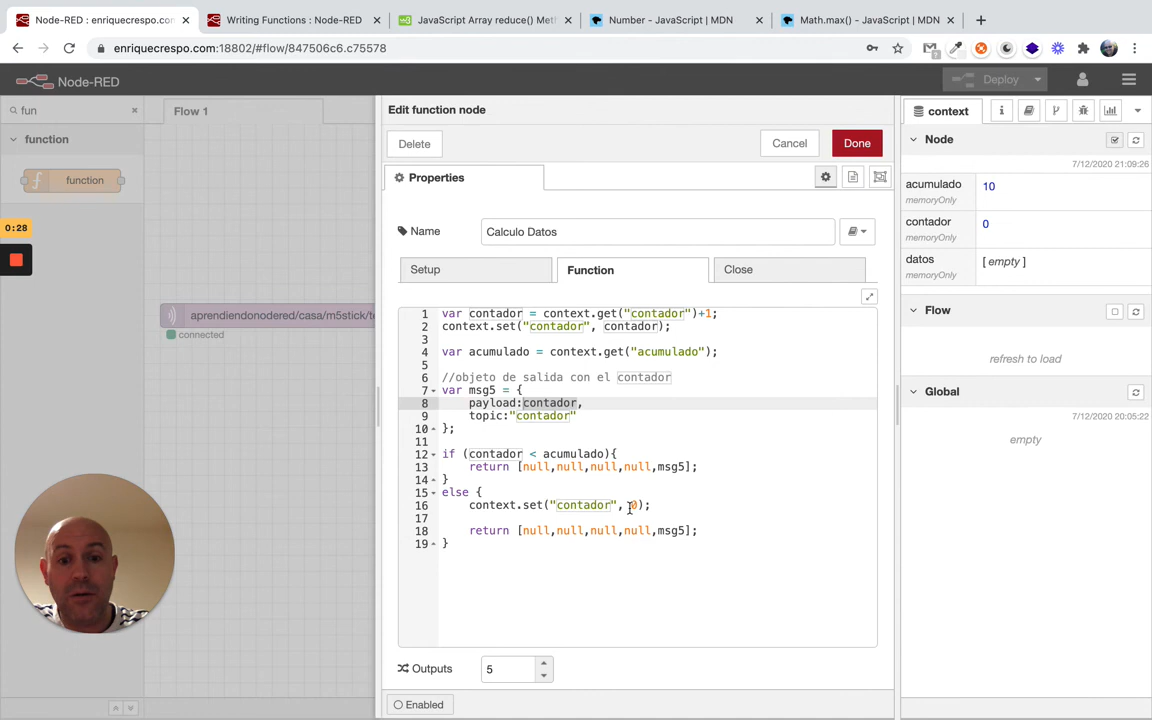 Node-RED: enriquecrespo.com:1
Writing Functions : Node-RED
JavaScript Array reduce() Met
Number - JavaScript | MDN
Math.max() - JavaScript | MDN
enriquecrespo.com:18802/#flow/847506c6.c75578
Node-RED
Deploy
fun
Flow 1
Edit function node
context
function
Delete
Cancel
Done
Node
7/12/2020 21:09:26
function
Properties
acumulado
10
memoryOnly
contador
0
memoryOnly
0:28
Name
Calculo Datos
datos
[ empty ]
memoryOnly
Setup
Function
Close
Flow
aprendiendonodered/casa/m5stick/te
connected
refresh to load
Global
7/12/2020 20:05:22
empty
1 var contador = context.get("contador")+1;
2 context.set("contador", contador);
3
4 var acumulado = context.get("acumulado");
5
6 //objeto de salida con el contador
7 var msg5 = {
8 payload:contador,
9 topic:"contador"
10 };
11
12 if (contador < acumulado){
13 return [null,null,null,null,msg5];
14 }
15 else {
16 context.set("contador", 0);
17
18 return [null,null,null,null,msg5];
19 }
Outputs
5
Enabled